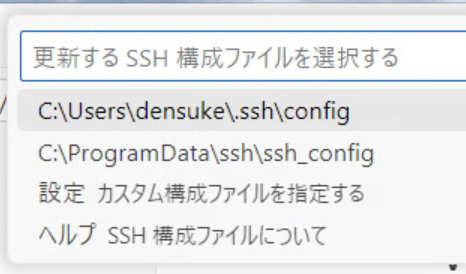 更新する SSH 構成ファイルを選択する
C:\Users\densuke\.ssh\config
C:\ProgramData\ssh\ssh_config
設定 カスタム構成ファイルを指定する
ヘルプ SSH 構成ファイルについて